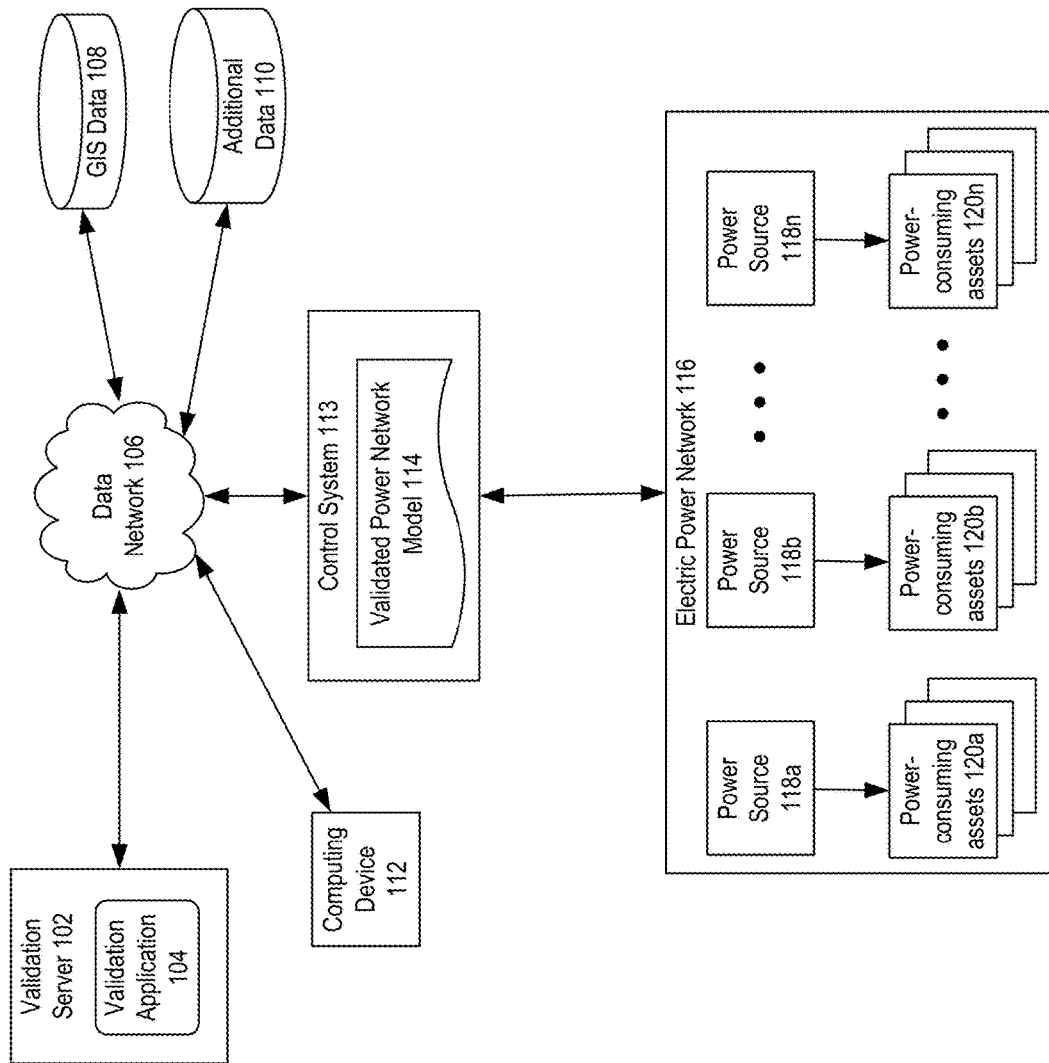 Validation
Server 102
Validation
Application
104
Data
Network 106
GIS Data 108
Additional
Data 110
Computing
Device
112
Control System 113
Validated Power Network
Model 114
Electric Power Network 116
Power
Source
118a
Power
Source
118b
Power
Source
118n
Power-
consuming
assets 120a
Power-
consuming
assets 120b
Power-
consuming
assets 120n